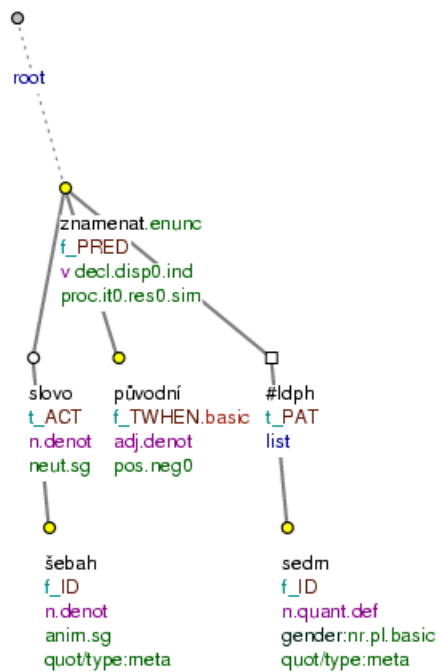 root
znamenat.enunc
f_PRED
v decl.disp0.ind
proc.it0.res0.sim
slovo
t_ACT
n.denot
neut.sg
původní
f_TWHEN.basic
adj.denot
pos.neg0
#Idph
t_PAT
list
šebah
f_ID
n.denot
anim.sg
quot/type:meta
sedm
f_ID
n.quant.def
gender:nr.pl.basic
quot/type:meta